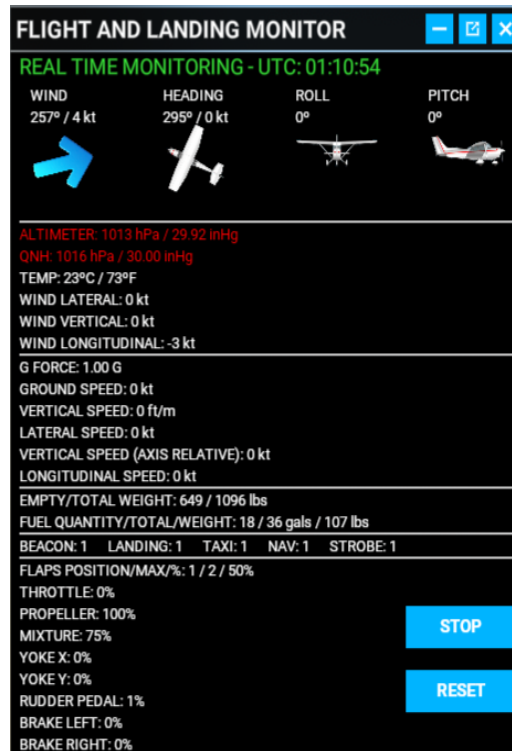 FLIGHT AND LANDING MONITOR
REAL TIME MONITORING - UTC: 01:10:54
WIND HEADING ROLL PITCH
257º / 4 kt 295º / 0 kt 0º 0º
ALTIMETER: 1013 hPa / 29.92 inHg
QNH: 1016 hPa / 30.00 inHg
TEMP: 23ºC / 73ºF
WIND LATERAL: 0 kt
WIND VERTICAL: 0 kt
WIND LONGITUDINAL: -3 kt
G FORCE: 1.00 G
GROUND SPEED: 0 kt
VERTICAL SPEED: 0 ft/m
LATERAL SPEED: 0 kt
VERTICAL SPEED (AXIS RELATIVE): 0 kt
LONGITUDINAL SPEED: 0 kt
EMPTY/TOTAL WEIGHT: 649 / 1096 lbs
FUEL QUANTITY/TOTAL/WEIGHT: 18 / 36 gals / 107 lbs
BEACON: 1 LANDING: 1 TAXI: 1 NAV: 1 STROBE: 1
FLAPS POSITION/MAX/%: 1 / 2 / 50%
THROTTLE: 0%
PROPELLER: 100%
MIXTURE: 75%
YOKE X: 0%
YOKE Y: 0%
RUDDER PEDAL: 1%
BRAKE LEFT: 0%
BRAKE RIGHT: 0%
STOP
RESET